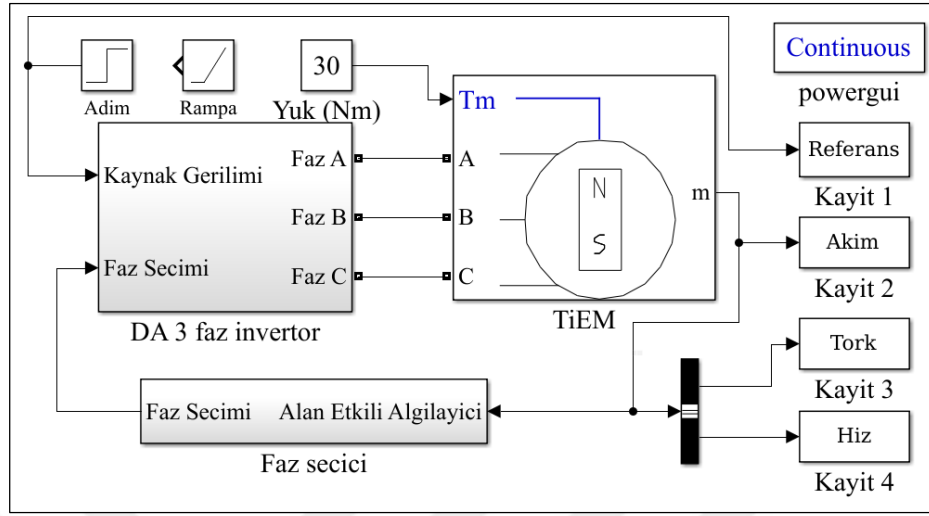 Continuous
powergui
Adim
Rampa
30
Yuk (Nm)
Tm
Kaynak Gerilimi
Faz Secimi
Faz A
Faz B
Faz C
DA 3 faz invertor
A
B
C
N
S
m
TiEM
Referans
Kayit 1
Akim
Kayit 2
Tork
Kayit 3
Hiz
Kayit 4
Faz Secimi
Alan Etkili Algilayici
Faz secici